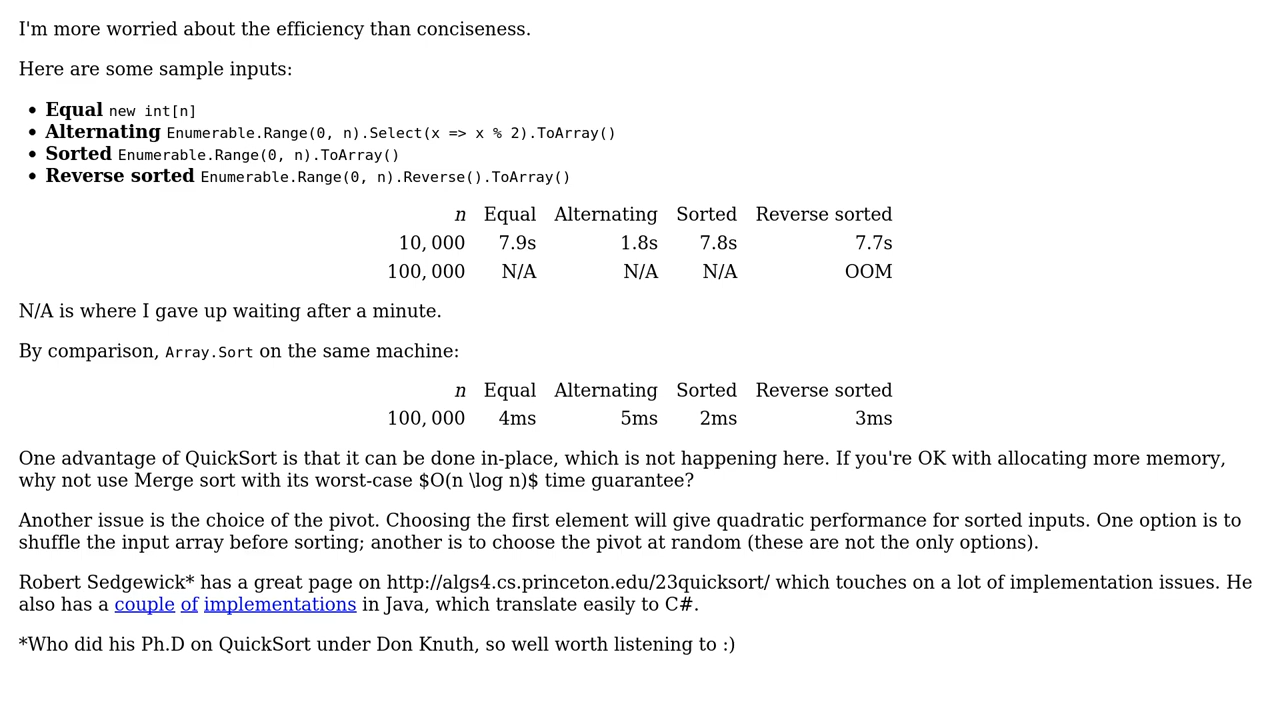 I'm more worried about the efficiency than conciseness.
Here are some sample inputs:
• Equal new int[n]
• Alternating Enumerable.Range(0, n).Select(x => x % 2).ToArray()
• Sorted Enumerable.Range(0, n).ToArray()
• Reverse sorted Enumerable.Range(0, n).Reverse().ToArray()
n Equal Alternating Sorted Reverse sorted
10,000 7.9s 1.8s 7.8s 7.7s
100,000 N/A N/A N/A OOM
N/A is where I gave up waiting after a minute.
By comparison, Array.Sort on the same machine:
n Equal Alternating Sorted Reverse sorted
100,000 4ms 5ms 2ms 3ms
One advantage of QuickSort is that it can be done in-place, which is not happening here. If you're OK with allocating more memory,
why not use Merge sort with its worst-case $O(n \log n)$ time guarantee?
Another issue is the choice of the pivot. Choosing the first element will give quadratic performance for sorted inputs. One option is to
shuffle the input array before sorting; another is to choose the pivot at random (these are not the only options).
Robert Sedgewick* has a great page on http://algs4.cs.princeton.edu/23quicksort/ which touches on a lot of implementation issues. He
also has a couple of implementations in Java, which translate easily to C#.
*Who did his Ph.D on QuickSort under Don Knuth, so well worth listening to :)